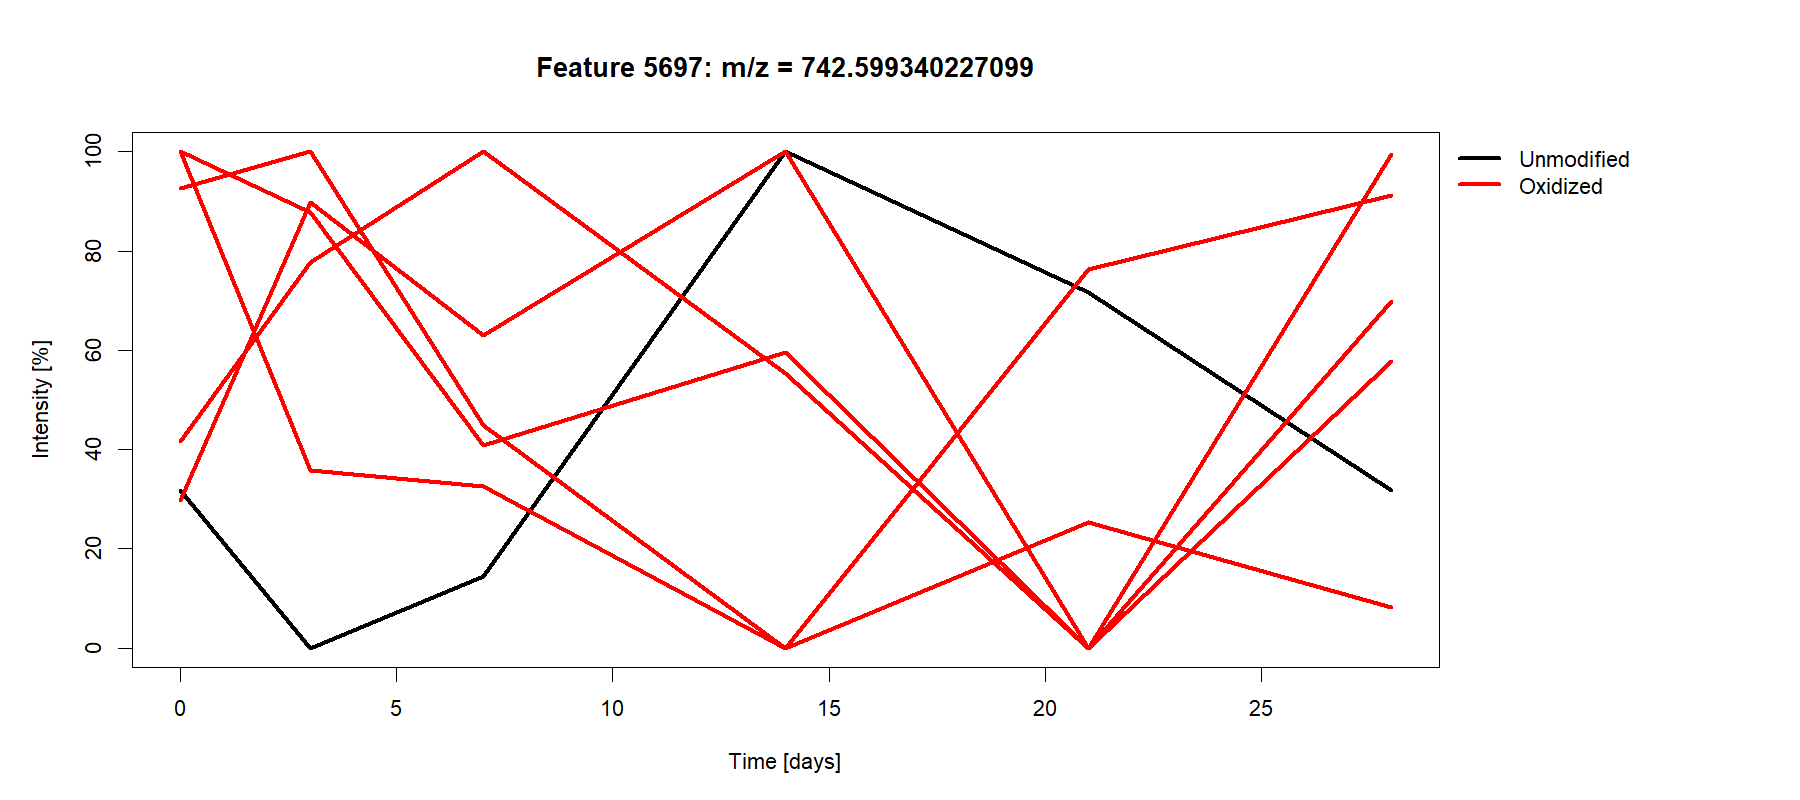 Feature 5697: m/z = 742.599340227099
Unmodified
Oxidized
Intensity [%]
100
80
60
40
20
0
0 5 10 15 20 25
Time [days]